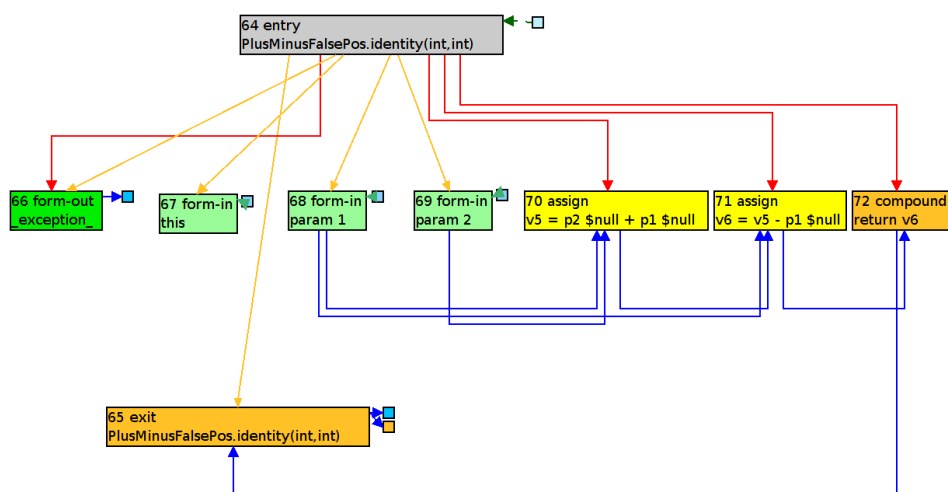 64 entry
PlusMinusFalsePos.identity(int,int)
66 form-out
_exception_
67 form-in
this
68 form-in
param 1
69 form-in
param 2
70 assign
v5 = p2 $null + p1 $null
71 assign
v6 = v5 - p1 $null
72 compound
return v6
65 exit
PlusMinusFalsePos.identity(int,int)